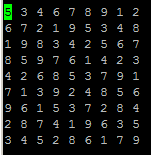 5 3 4 6 7 8 9 1 2
6 7 2 1 9 5 3 4 8
1 9 8 3 4 2 5 6 7
8 5 9 7 6 1 4 2 3
4 2 6 8 5 3 7 9 1
7 1 3 9 2 4 8 5 6
9 6 1 5 3 7 2 8 4
2 8 7 4 1 9 6 3 5
3 4 5 2 8 6 1 7 9